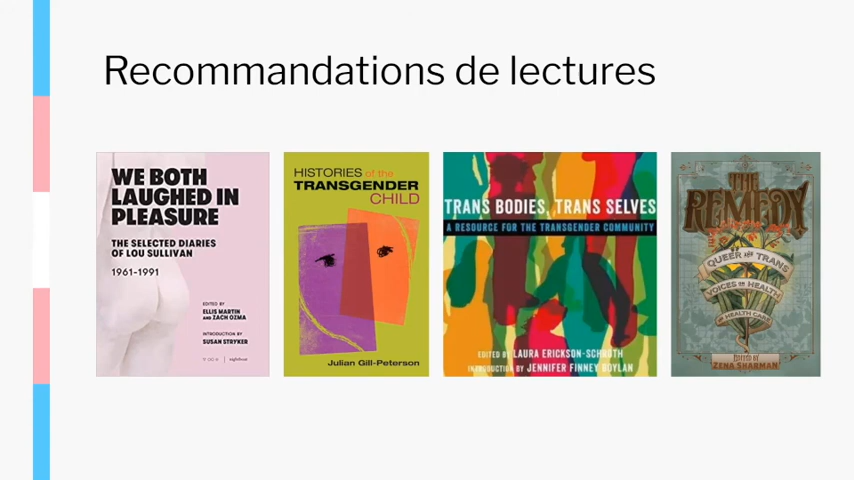 Recommandations de lectures
WE BOTH
LAUGHED IN
PLEASURE
THE SELECTED DIARIES
OF LOU SULLIVAN
1961-1991
EDITED BY
ELLIS MARTIN
AND ZACH OZMA
INTRODUCTION BY
SUSAN STRYKER
HISTORIES of the
TRANSGENDER
CHILD
Julian Gill-Peterson
TRANS BODIES, TRANS SELVES
A RESOURCE FOR THE TRANSGENDER COMMUNITY
EDITED BY LAURA ERICKSON-SCHROTH
INTRODUCTION BY JENNIFER FINNEY BOYLAN
THE
REMEDY
QUEER AND TRANS
VOICES ON HEALTH
AND HEALTH CARE
EDITED BY
ZENA SHARMAN